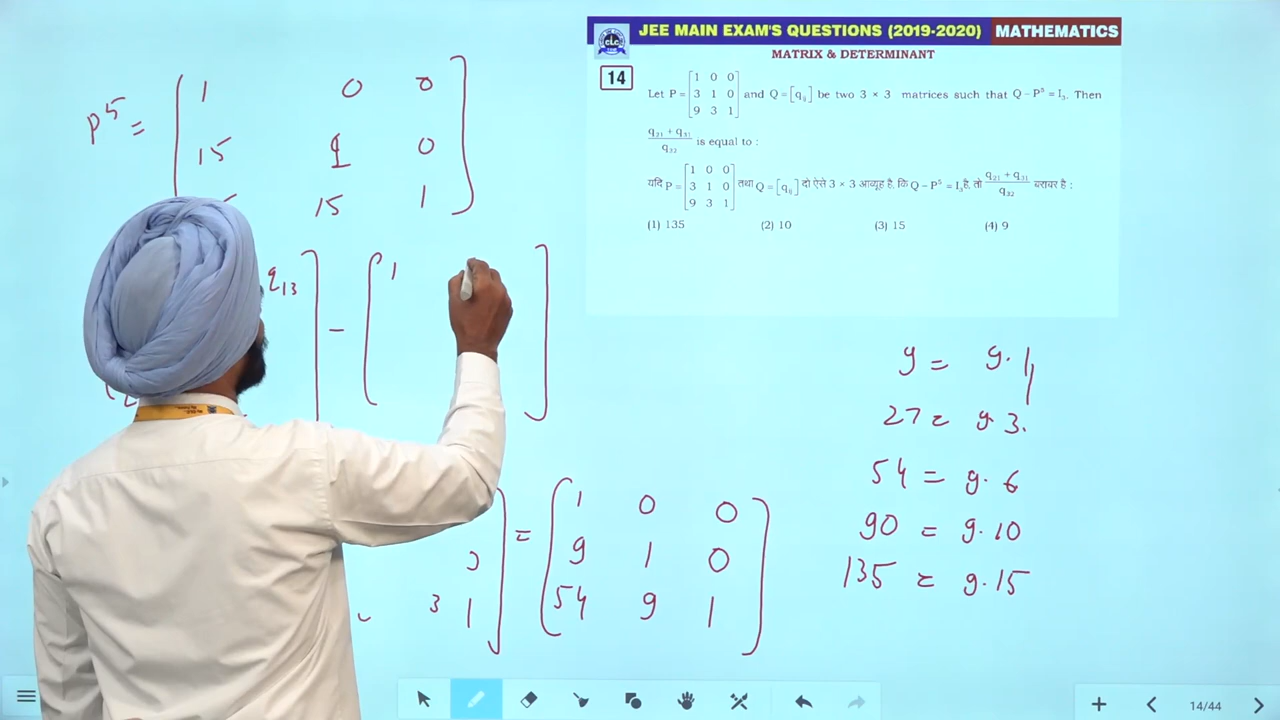 JEE MAIN EXAM'S QUESTIONS (2019-2020) MATHEMATICS
CLC
MATRIX & DETERMINANT
14
Let P = [1 0 0
3 1 0
9 3 1] and Q = [q_ij] be two 3 × 3 matrices such that Q – P⁵ = I₃. Then
(q₂₁ + q₃₁)/q₃₂ is equal to :
यदि P = [1 0 0
3 1 0
9 3 1] तथा Q = [q_ij] दो ऐसे 3 × 3 आव्यूह है, कि Q – P⁵ = I₃ है, तो (q₂₁ + q₃₁)/q₃₂ बराबर है :
(1) 135 (2) 10 (3) 15 (4) 9
P⁵ =
1 0 0
15 1 0
15 1
q₁₃ − 1
3 1
=
1 0 0
9 1 0
54 9 1
9 = 9.1
27 = 9.3.
54 = 9.6
90 = 9.10
135 = 9.15
14/44